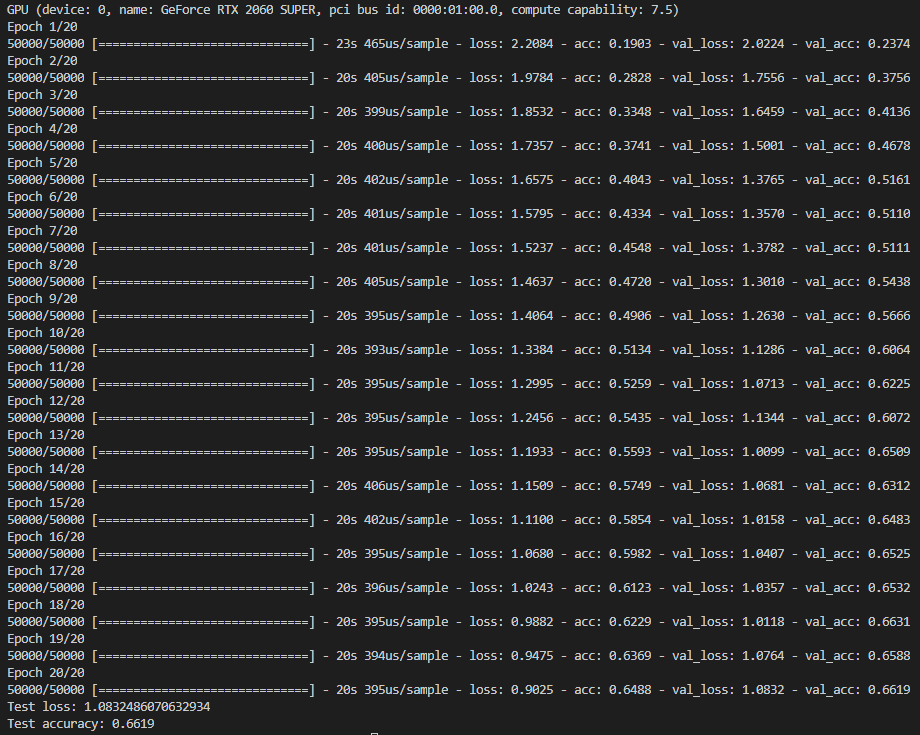 GPU (device: 0, name: GeForce RTX 2060 SUPER, pci bus id: 0000:01:00.0, compute capability: 7.5)
Epoch 1/20
50000/50000 [==============================] - 23s 465us/sample - loss: 2.2084 - acc: 0.1903 - val_loss: 2.0224 - val_acc: 0.2374
Epoch 2/20
50000/50000 [==============================] - 20s 405us/sample - loss: 1.9784 - acc: 0.2828 - val_loss: 1.7556 - val_acc: 0.3756
Epoch 3/20
50000/50000 [==============================] - 20s 399us/sample - loss: 1.8532 - acc: 0.3348 - val_loss: 1.6459 - val_acc: 0.4136
Epoch 4/20
50000/50000 [==============================] - 20s 400us/sample - loss: 1.7357 - acc: 0.3741 - val_loss: 1.5001 - val_acc: 0.4678
Epoch 5/20
50000/50000 [==============================] - 20s 402us/sample - loss: 1.6575 - acc: 0.4043 - val_loss: 1.3765 - val_acc: 0.5161
Epoch 6/20
50000/50000 [==============================] - 20s 401us/sample - loss: 1.5795 - acc: 0.4334 - val_loss: 1.3570 - val_acc: 0.5110
Epoch 7/20
50000/50000 [==============================] - 20s 401us/sample - loss: 1.5237 - acc: 0.4548 - val_loss: 1.3782 - val_acc: 0.5111
Epoch 8/20
50000/50000 [==============================] - 20s 405us/sample - loss: 1.4637 - acc: 0.4720 - val_loss: 1.3010 - val_acc: 0.5438
Epoch 9/20
50000/50000 [==============================] - 20s 395us/sample - loss: 1.4064 - acc: 0.4906 - val_loss: 1.2630 - val_acc: 0.5666
Epoch 10/20
50000/50000 [==============================] - 20s 393us/sample - loss: 1.3384 - acc: 0.5134 - val_loss: 1.1286 - val_acc: 0.6064
Epoch 11/20
50000/50000 [==============================] - 20s 395us/sample - loss: 1.2995 - acc: 0.5259 - val_loss: 1.0713 - val_acc: 0.6225
Epoch 12/20
50000/50000 [==============================] - 20s 395us/sample - loss: 1.2456 - acc: 0.5435 - val_loss: 1.1344 - val_acc: 0.6072
Epoch 13/20
50000/50000 [==============================] - 20s 395us/sample - loss: 1.1933 - acc: 0.5593 - val_loss: 1.0099 - val_acc: 0.6509
Epoch 14/20
50000/50000 [==============================] - 20s 406us/sample - loss: 1.1509 - acc: 0.5749 - val_loss: 1.0681 - val_acc: 0.6312
Epoch 15/20
50000/50000 [==============================] - 20s 402us/sample - loss: 1.1100 - acc: 0.5854 - val_loss: 1.0158 - val_acc: 0.6483
Epoch 16/20
50000/50000 [==============================] - 20s 395us/sample - loss: 1.0680 - acc: 0.5982 - val_loss: 1.0407 - val_acc: 0.6525
Epoch 17/20
50000/50000 [==============================] - 20s 396us/sample - loss: 1.0243 - acc: 0.6123 - val_loss: 1.0357 - val_acc: 0.6532
Epoch 18/20
50000/50000 [==============================] - 20s 395us/sample - loss: 0.9882 - acc: 0.6229 - val_loss: 1.0118 - val_acc: 0.6631
Epoch 19/20
50000/50000 [==============================] - 20s 394us/sample - loss: 0.9475 - acc: 0.6369 - val_loss: 1.0764 - val_acc: 0.6588
Epoch 20/20
50000/50000 [==============================] - 20s 395us/sample - loss: 0.9025 - acc: 0.6488 - val_loss: 1.0832 - val_acc: 0.6619
Test loss: 1.0832486070632934
Test accuracy: 0.6619